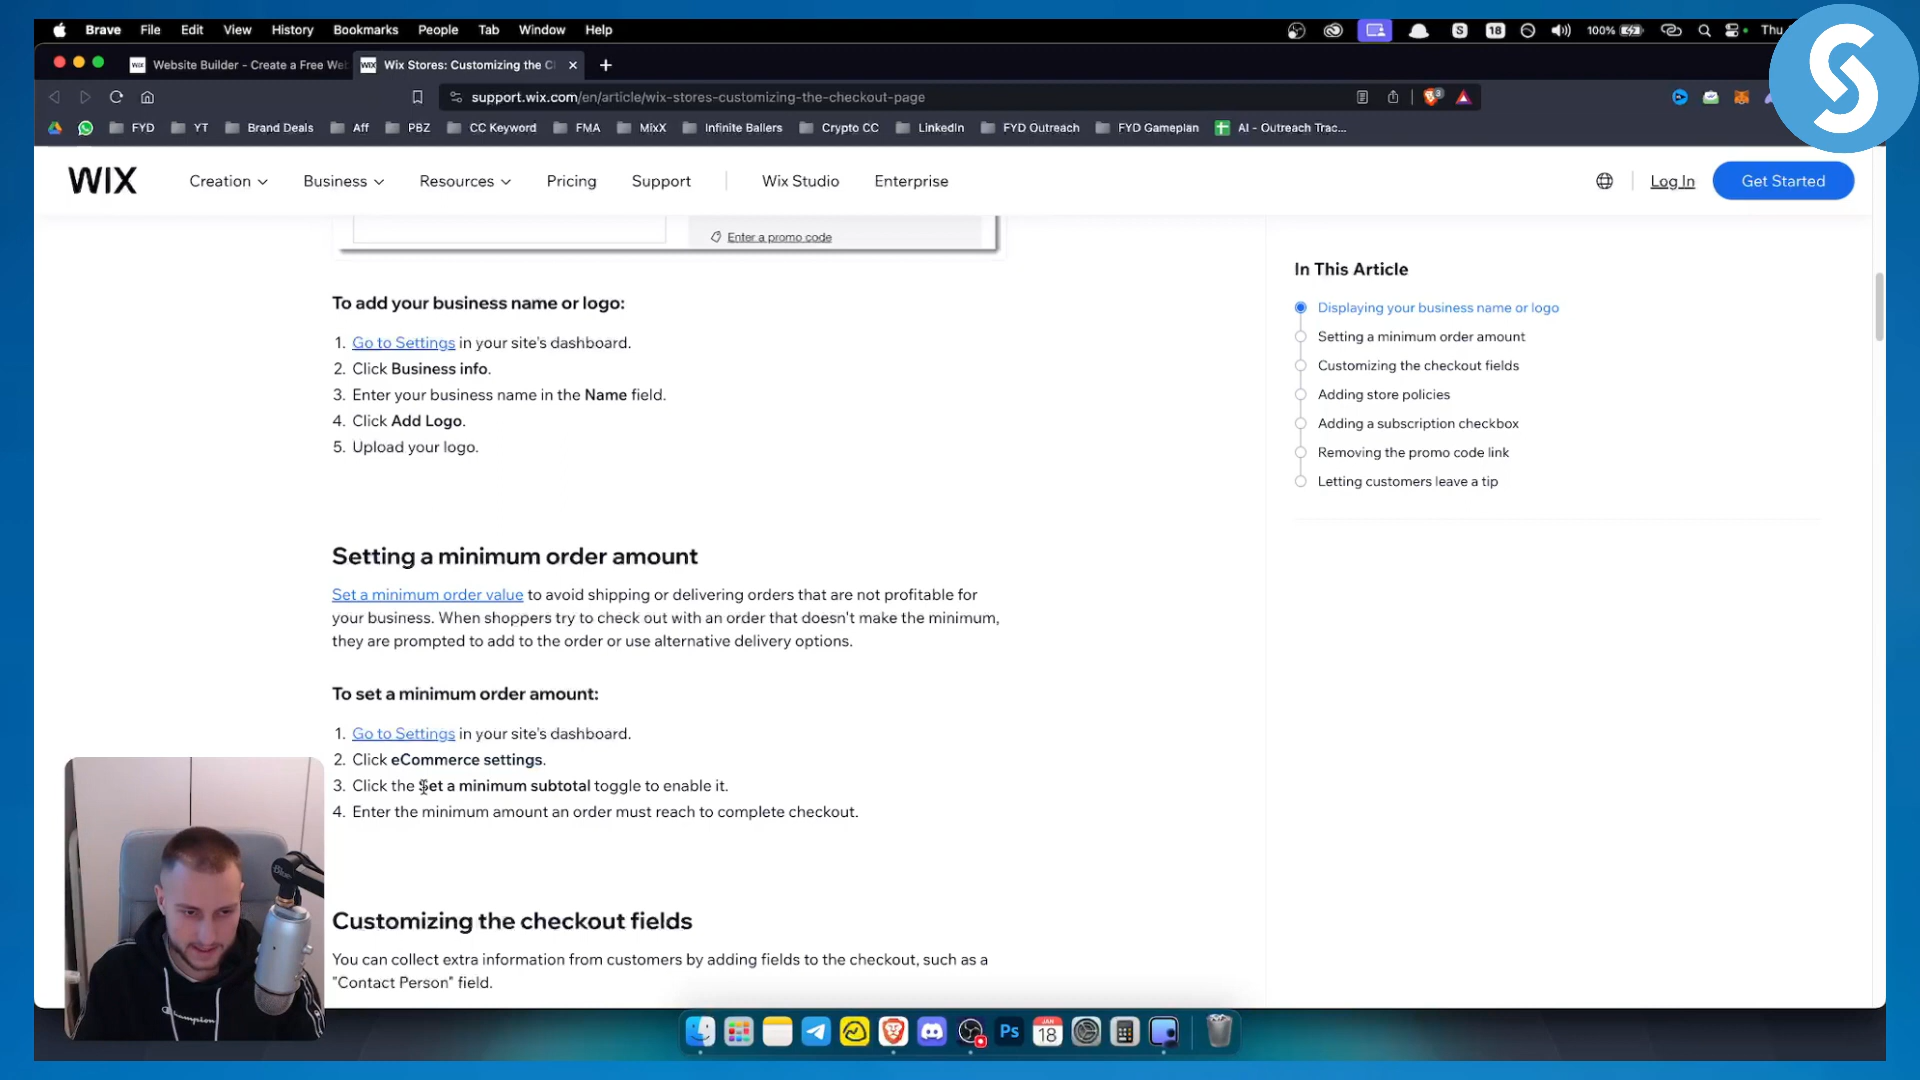 Brave File Edit View History Bookmarks People Tab Window Help
S 18 100% Thu
WIX Website Builder - Create a Free We
WIX Wix Stores: Customizing the C
support.wix.com/en/article/wix-stores-customizing-the-checkout-page
FYD YT Brand Deals Aff PBZ CC Keyword FMA MixX Infinite Ballers Crypto CC LinkedIn FYD Outreach FYD Gameplan AI - Outreach Trac...
WIX Creation Business Resources Pricing Support Wix Studio Enterprise Log In Get Started
Enter a promo code
To add your business name or logo:
1. Go to Settings in your site's dashboard.
2. Click Business info.
3. Enter your business name in the Name field.
4. Click Add Logo.
5. Upload your logo.
Setting a minimum order amount
Set a minimum order value to avoid shipping or delivering orders that are not profitable for
your business. When shoppers try to check out with an order that doesn't make the minimum,
they are prompted to add to the order or use alternative delivery options.
To set a minimum order amount:
1. Go to Settings in your site's dashboard.
2. Click eCommerce settings.
3. Click the Set a minimum subtotal toggle to enable it.
4. Enter the minimum amount an order must reach to complete checkout.
Customizing the checkout fields
You can collect extra information from customers by adding fields to the checkout, such as a
"Contact Person" field.
In This Article
Displaying your business name or logo
Setting a minimum order amount
Customizing the checkout fields
Adding store policies
Adding a subscription checkbox
Removing the promo code link
Letting customers leave a tip
Champion
Ps
JAN
18